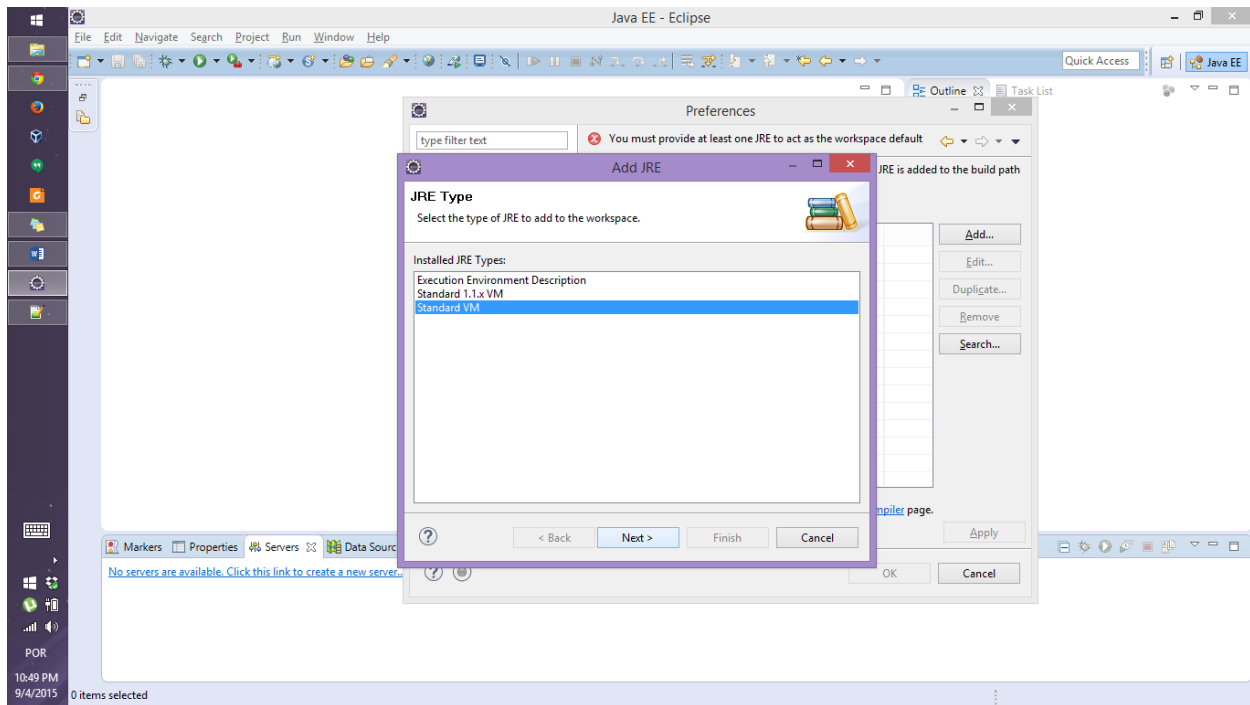 Java EE - Eclipse
File Edit Navigate Search Project Run Window Help
Quick Access
Java EE
Outline
Task List
Preferences
type filter text
You must provide at least one JRE to act as the workspace default
JRE is added to the build path
Add JRE
JRE Type
Select the type of JRE to add to the workspace.
Installed JRE Types:
Execution Environment Description
Standard 1.1.x VM
Standard VM
Add...
Edit...
Duplicate...
Remove
Search...
mpiler page.
< Back
Next >
Finish
Cancel
Apply
OK
Cancel
Markers
Properties
Servers
Data Sourc
No servers are available. Click this link to create a new server..
POR
10:49 PM
9/4/2015
0 items selected